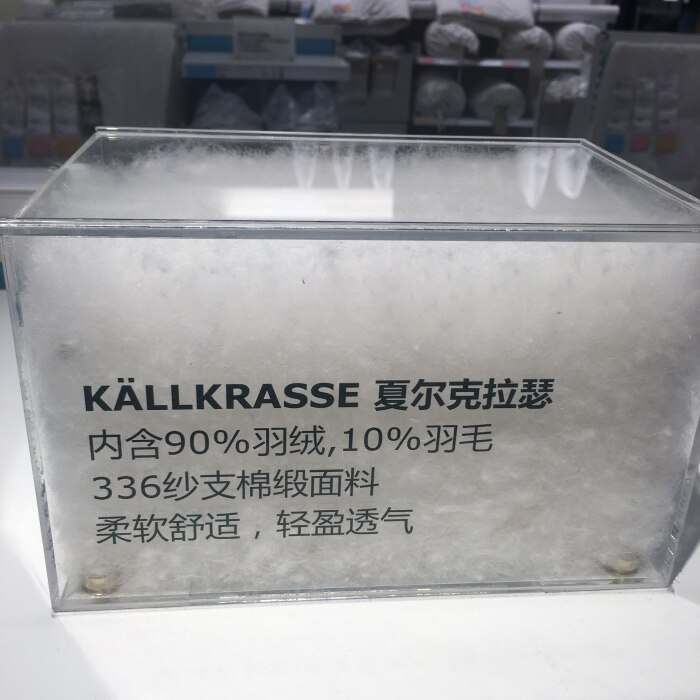 KÄLLKRASSE 夏尔克拉瑟
内含90%羽绒,10%羽毛
336纱支棉缎面料
柔软舒适，轻盈透气